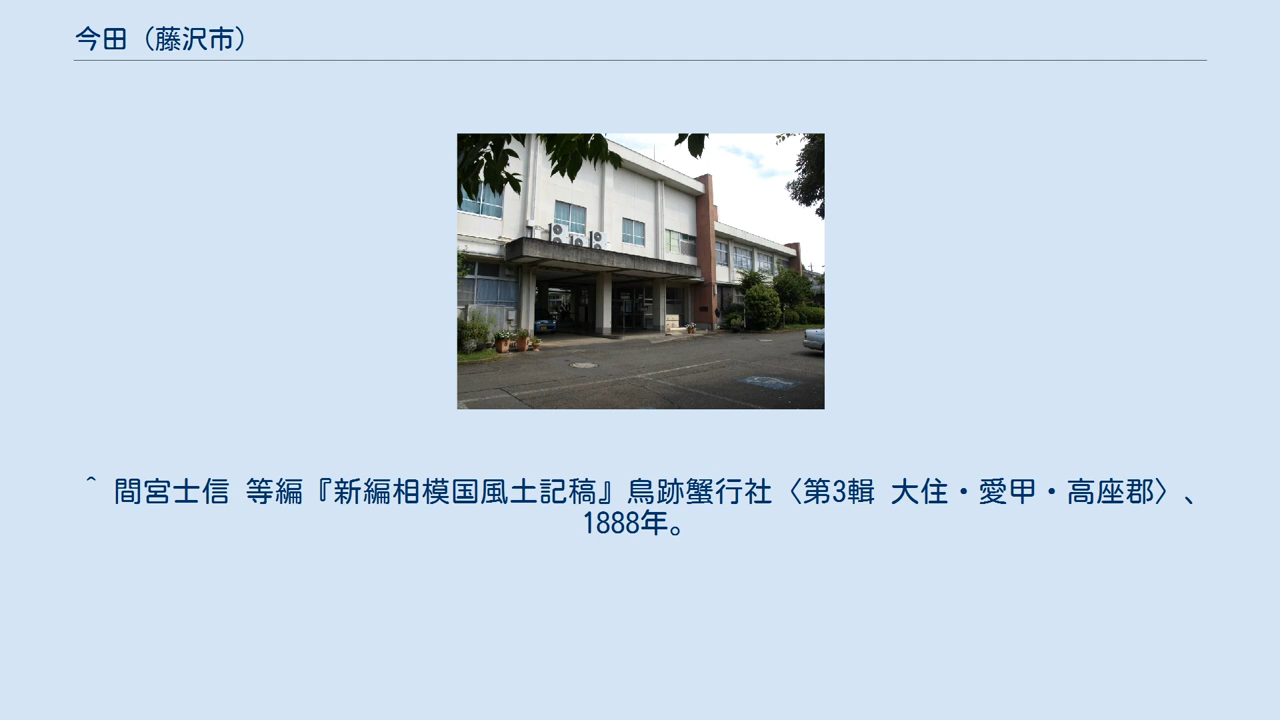 今田（藤沢市）
^ 間宮士信 等編『新編相模国風土記稿』鳥跡蟹行社〈第3輯 大住・愛甲・高座郡〉、
1888年。